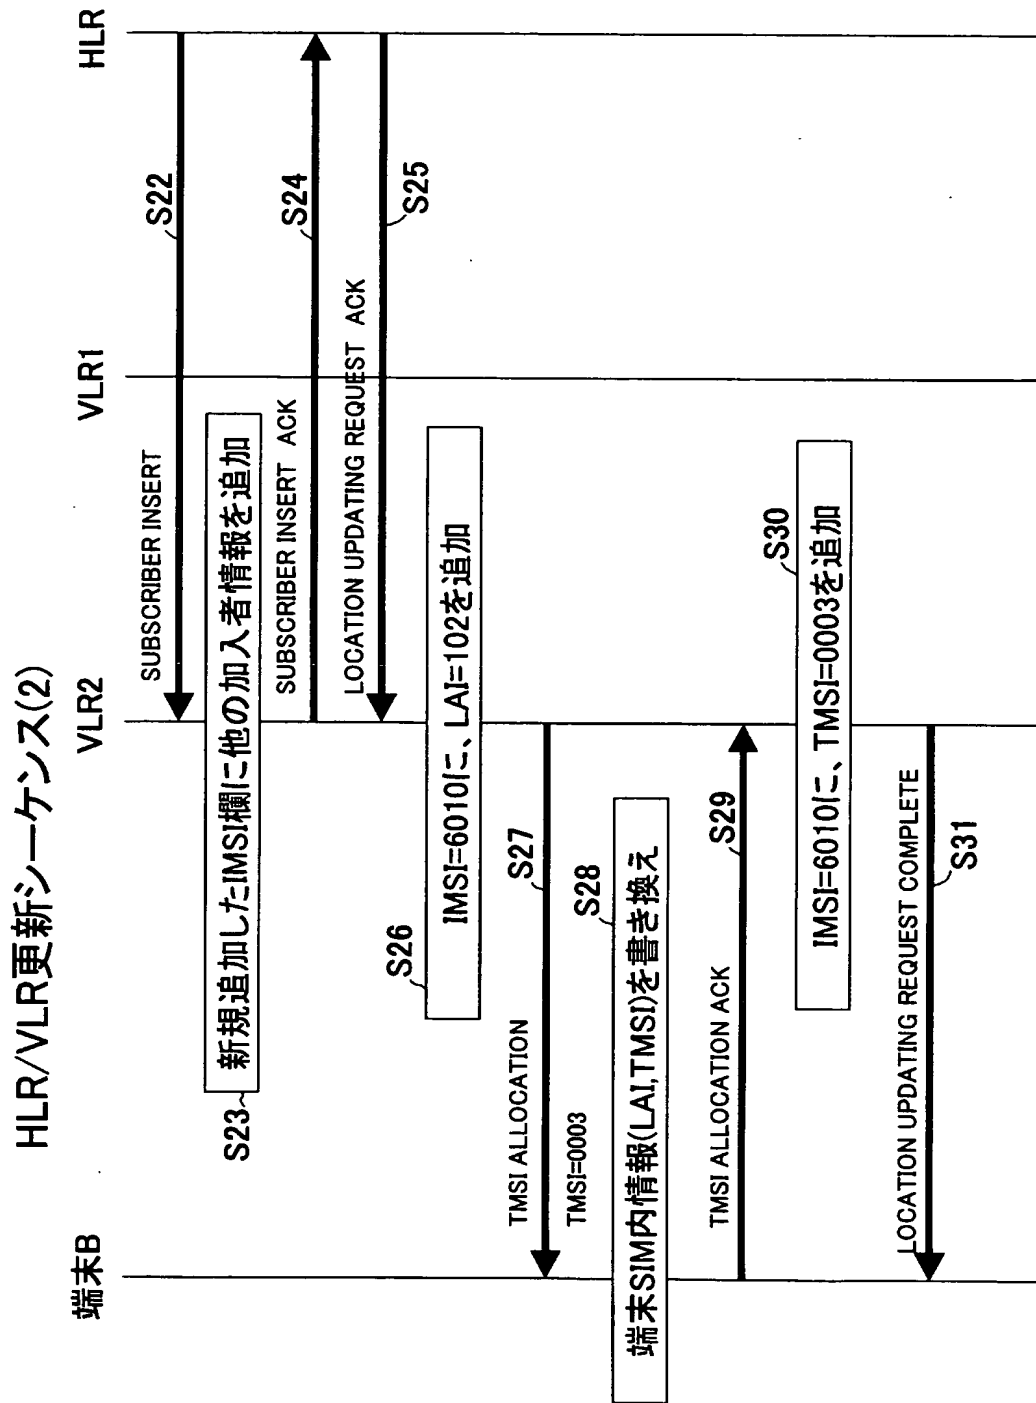 HLR/VLR更新シーケンス(2)
端末B
VLR2
VLR1
HLR
SUBSCRIBER INSERT
S22
S23
新規追加したIMSI欄に他の加入者情報を追加
SUBSCRIBER INSERT ACK
S24
LOCATION UPDATING REQUEST ACK
S25
S26
IMSI=6010に、LAI=102を追加
TMSI ALLOCATION
S27
TMSI=0003
S28
端末SIM内情報(LAI,TMSI)を書き換え
TMSI ALLOCATION ACK
S29
S30
IMSI=6010に、TMSI=0003を追加
LOCATION UPDATING REQUEST COMPLETE
S31